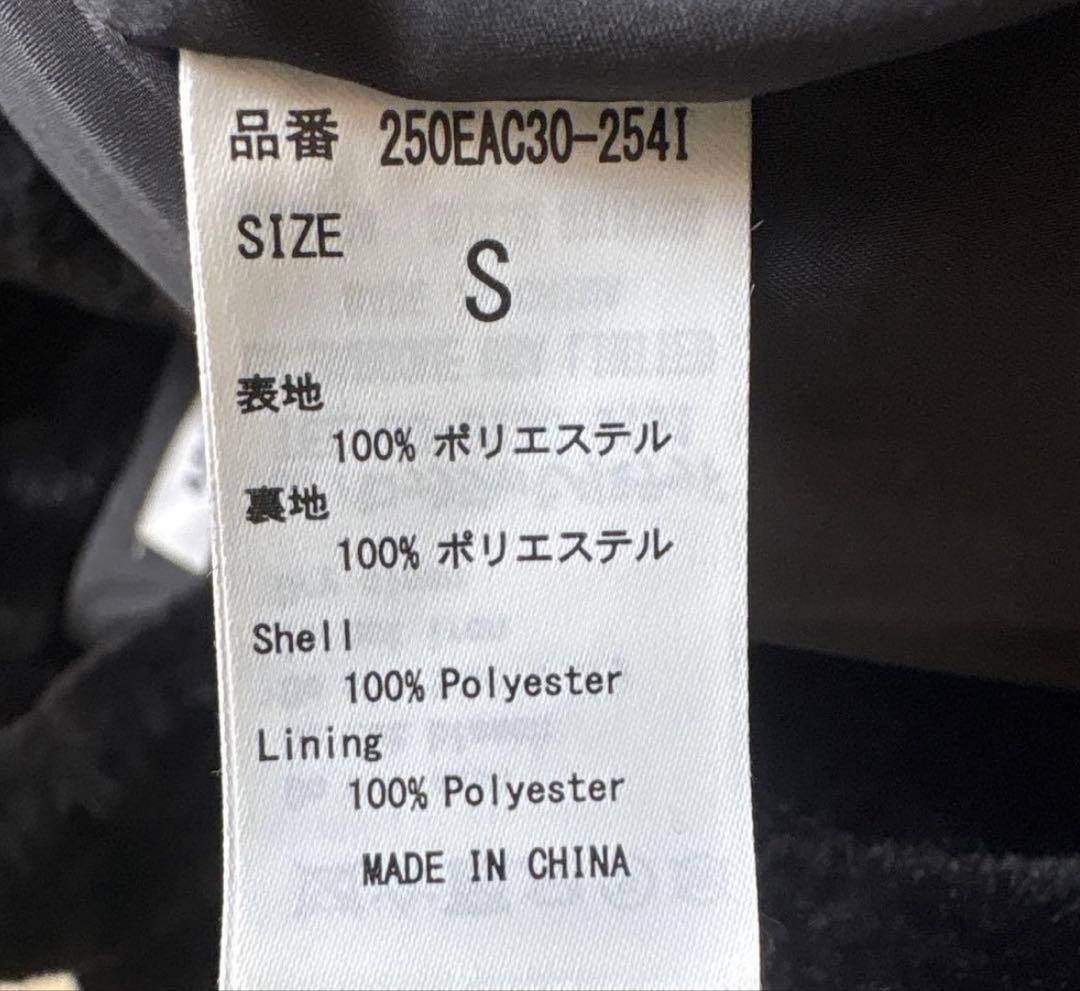 品番 250EAC30-254I
SIZE
S
表地
100% ポリエステル
裏地
100% ポリエステル
Shell
100% Polyester
Lining
100% Polyester
MADE IN CHINA